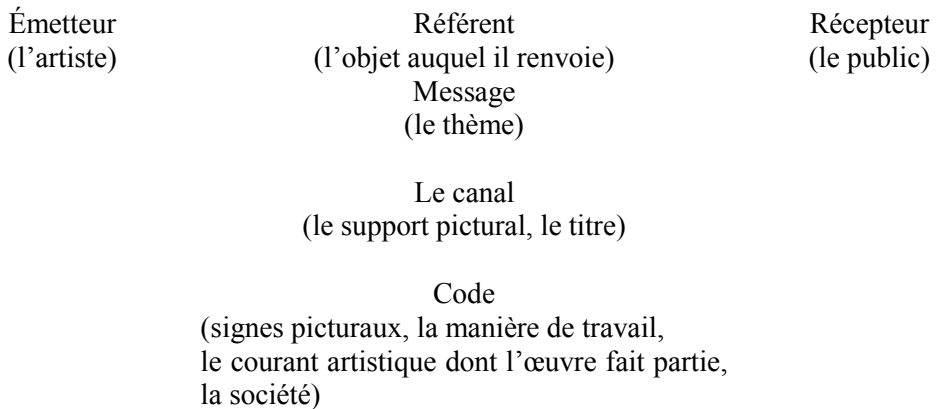 Émetteur Référent Récepteur
(l’artiste) (l’objet auquel il renvoie) (le public)
Message
(le thème)
Le canal
(le support pictural, le titre)
Code
(signes picturaux, la manière de travail,
le courant artistique dont l’œuvre fait partie,
la société)